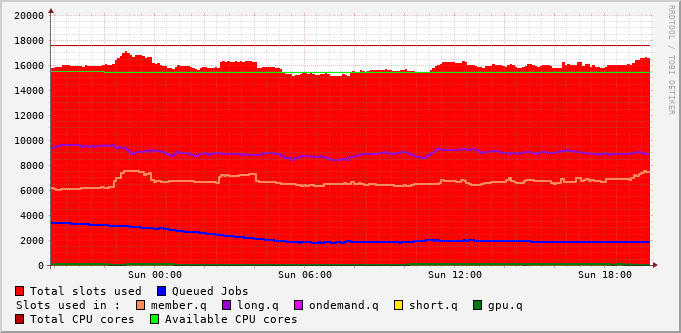 20000
18000
16000
14000
12000
10000
8000
6000
4000
2000
0
Sun 00:00 Sun 06:00 Sun 12:00 Sun 18:00
RRDTOOL / TOBI OETIKER
Total slots used Queued Jobs
Slots used in : member.q long.q ondemand.q short.q gpu.q
Total CPU cores Available CPU cores